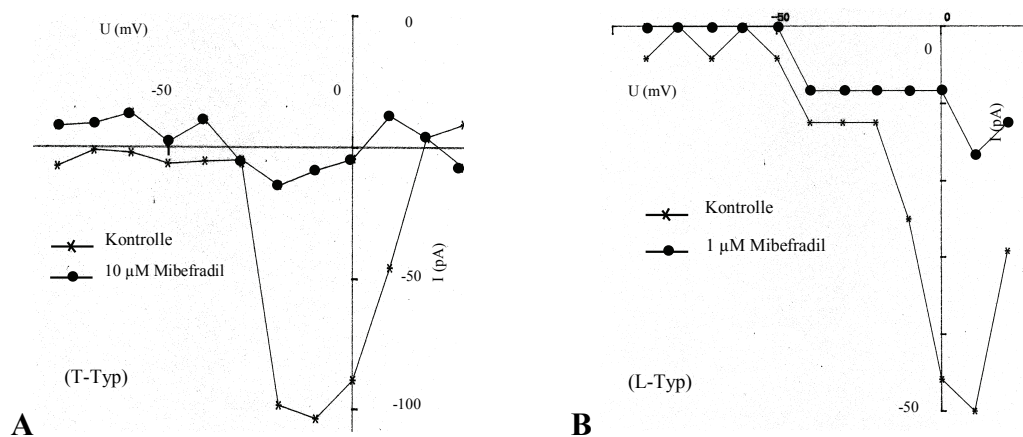 0
U (mV)
-50
0
Kontrolle
10 µM Mibefradil
-50
I (pA)
(T-Typ)
-100
A
-50
0
0
U (mV)
I (pA)
Kontrolle
1 µM Mibefradil
(L-Typ)
-50
B